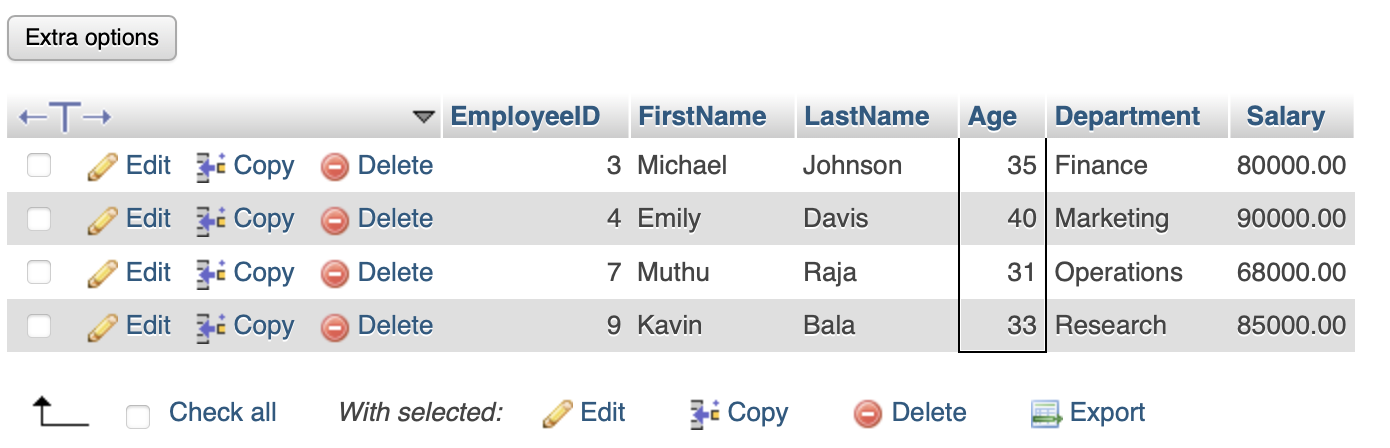 Extra options
EmployeeID FirstName LastName Age Department Salary
Edit Copy Delete 3 Michael Johnson 35 Finance 80000.00
Edit Copy Delete 4 Emily Davis 40 Marketing 90000.00
Edit Copy Delete 7 Muthu Raja 31 Operations 68000.00
Edit Copy Delete 9 Kavin Bala 33 Research 85000.00
Check all With selected: Edit Copy Delete Export